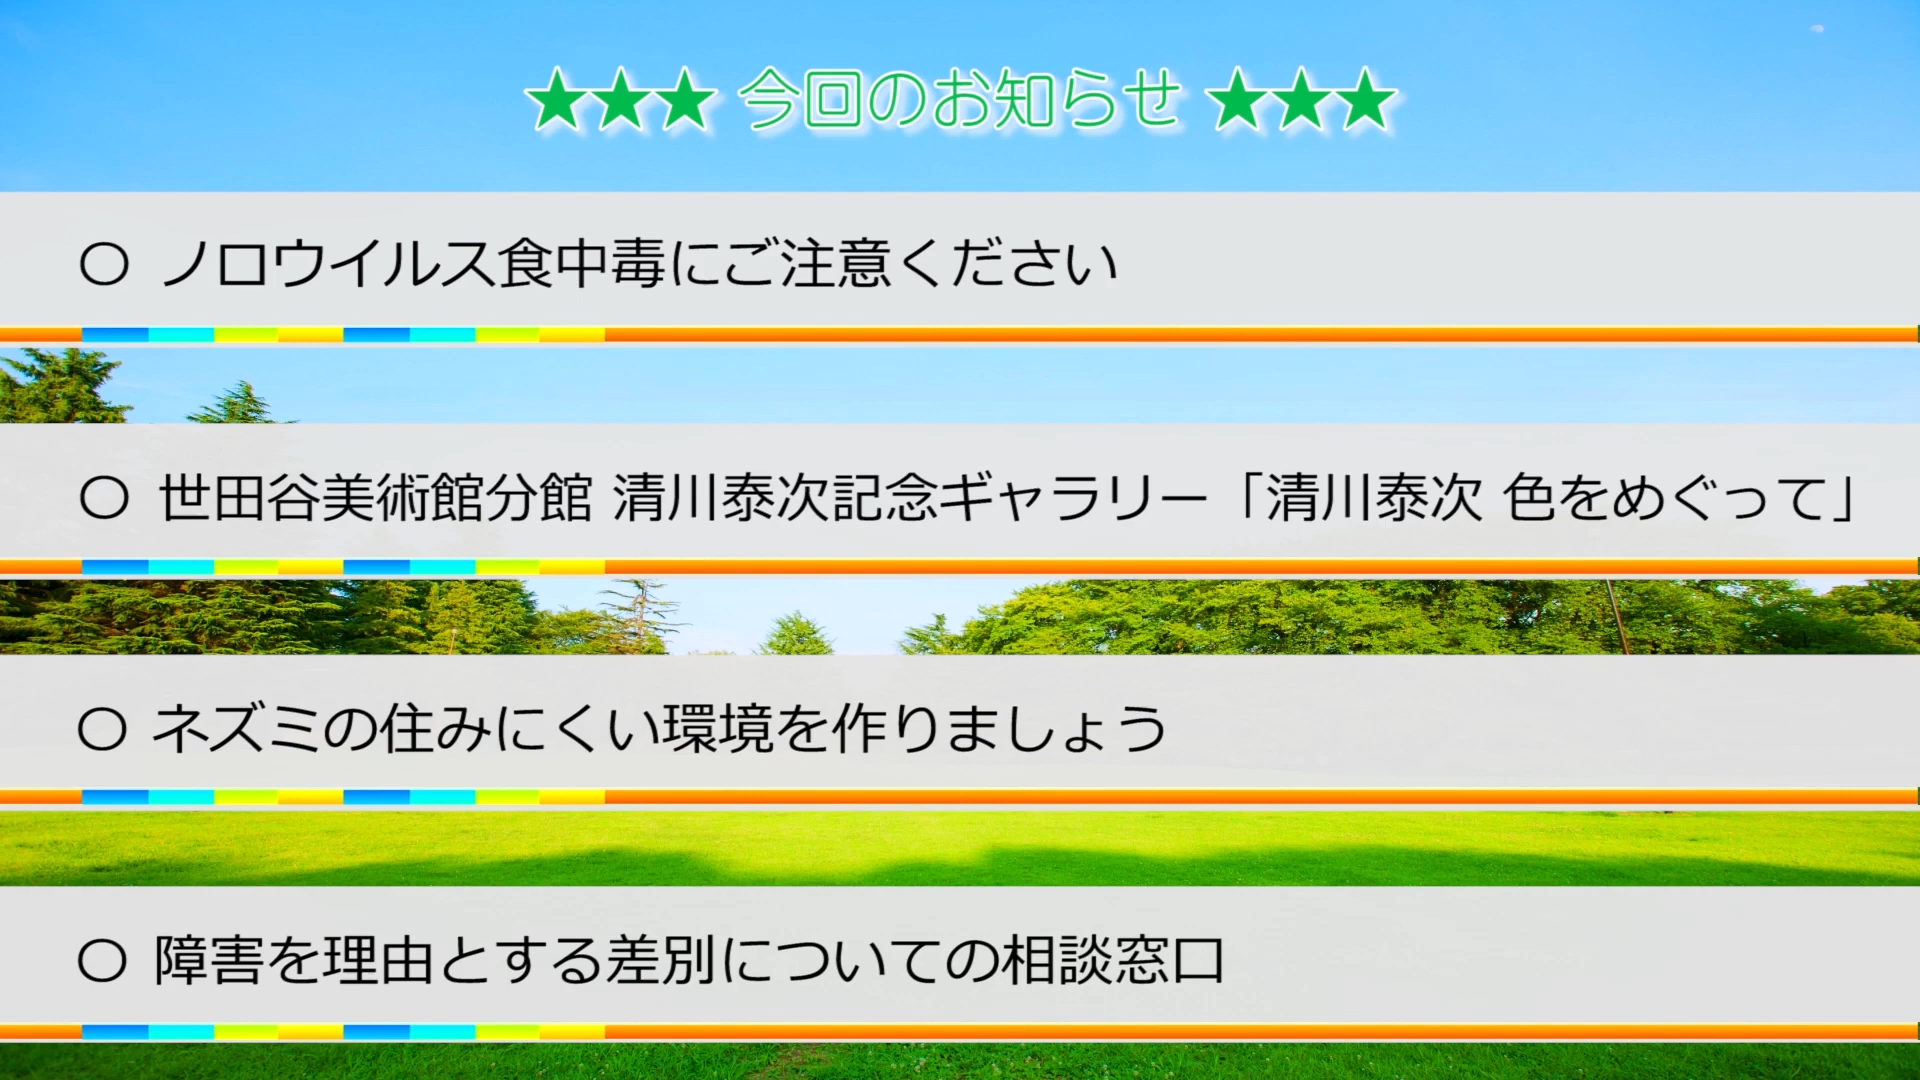 ★★★ 今回のお知らせ ★★★
〇 ノロウイルス食中毒にご注意ください
〇 世田谷美術館分館 清川泰次記念ギャラリー「清川泰次 色をめぐって」
〇 ネズミの住みにくい環境を作りましょう
〇 障害を理由とする差別についての相談窓口